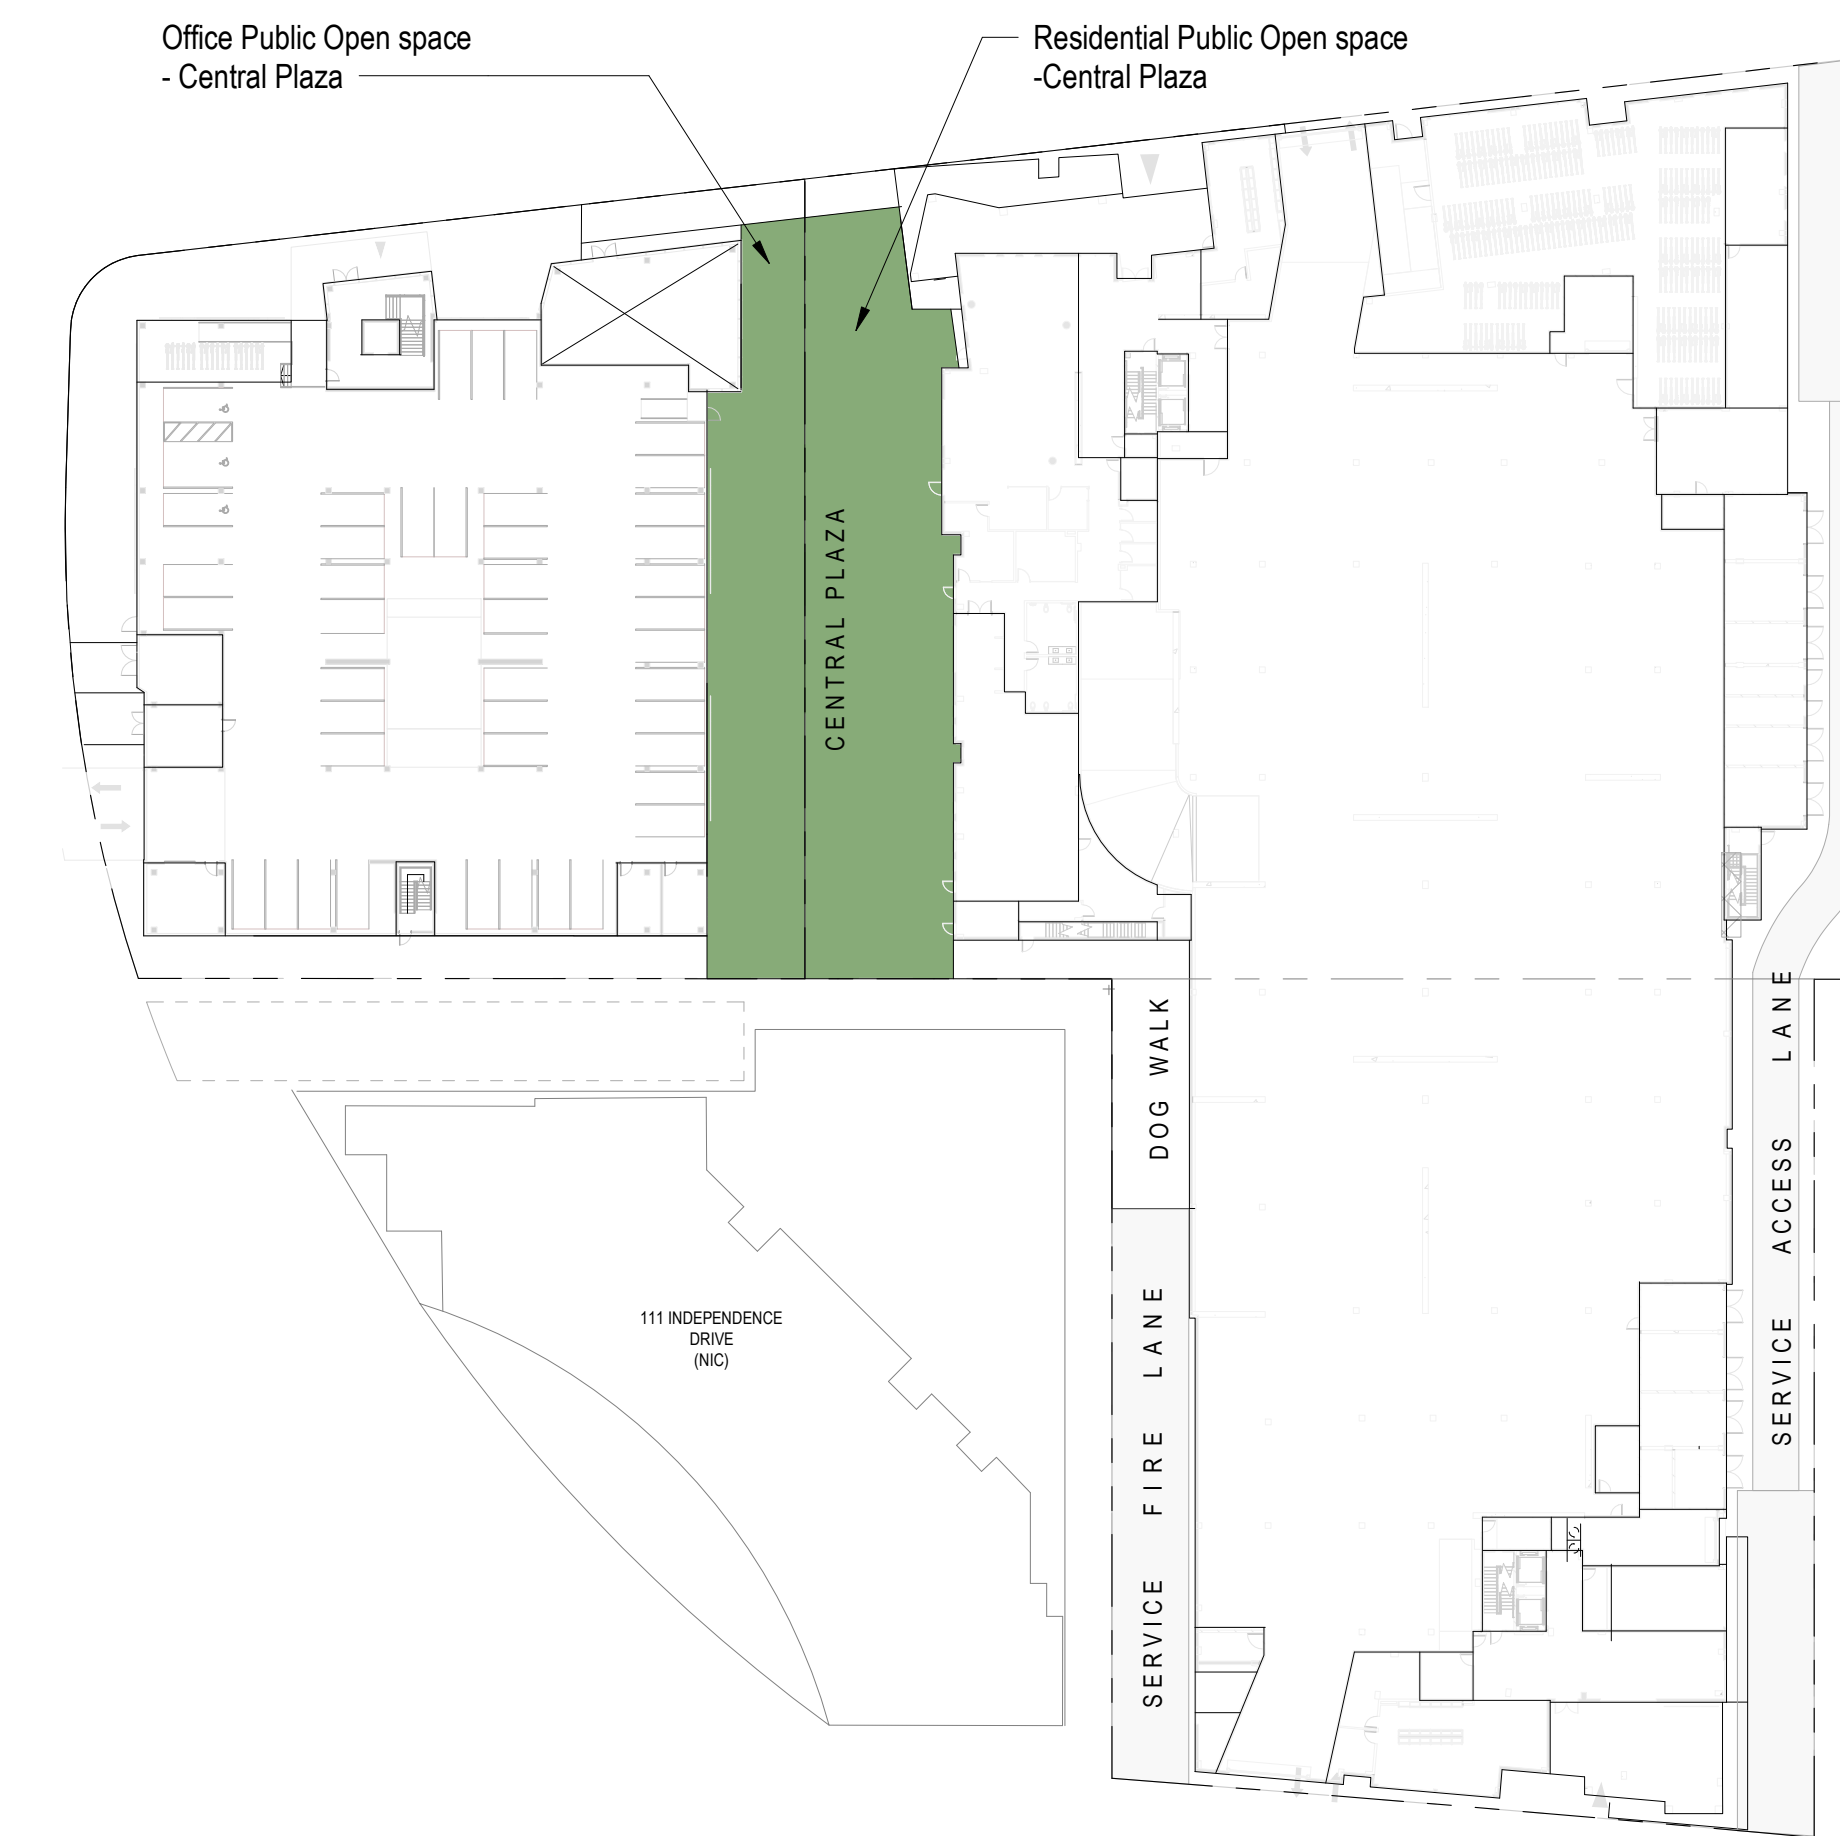 Office Public Open space
- Central Plaza
Residential Public Open space
-Central Plaza
CENTRAL PLAZA
DOG WALK
SERVICE FIRE LANE
SERVICE ACCESS LANE
111 INDEPENDENCE
DRIVE
(NIC)